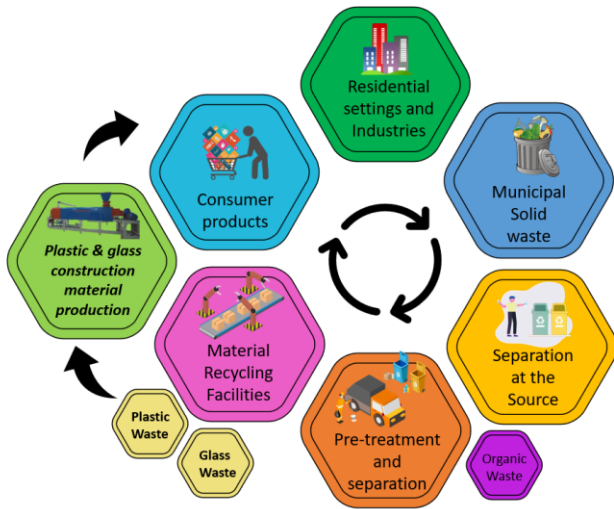 Residential
settings and
Industries
Municipal
Solid
waste
Separation
at the
Source
Organic
Waste
Pre-treatment
and
separation
Material
Recycling
Facilities
Glass
Waste
Plastic
Waste
Plastic & glass
construction
material
production
Consumer
products